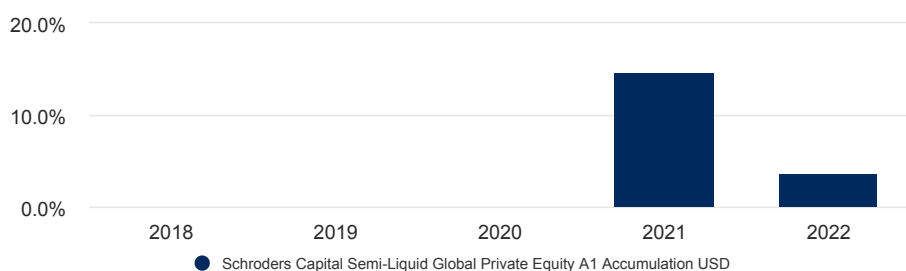 20.0%
10.0%
0.0%
2018 2019 2020 2021 2022
Schroders Capital Semi-Liquid Global Private Equity A1 Accumulation USD